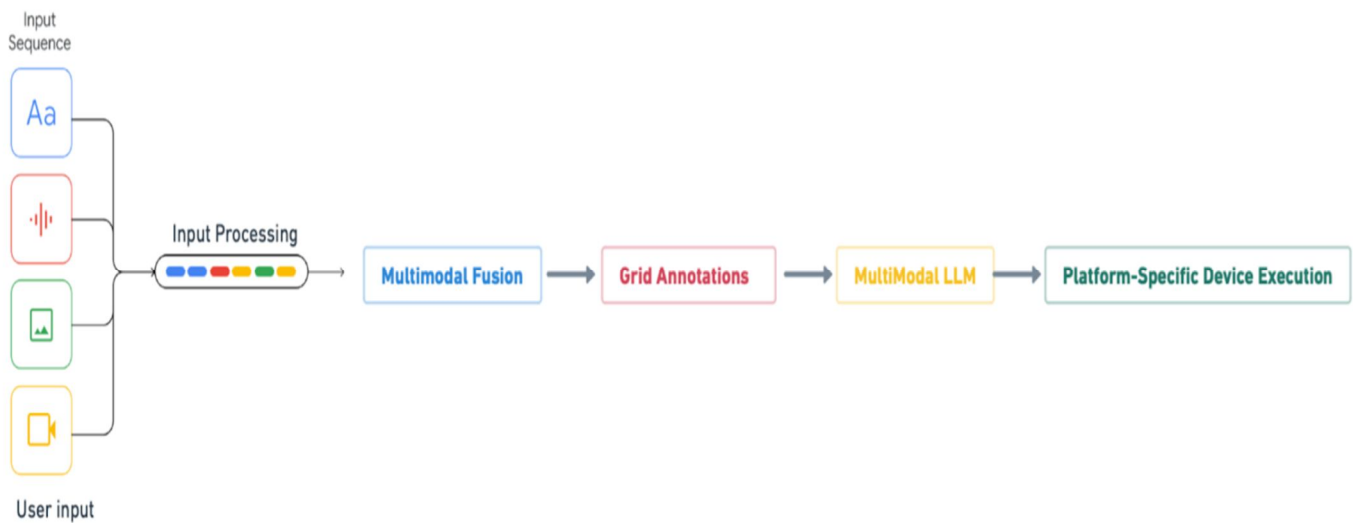 Input
Sequence
Aa
Input Processing
Multimodal Fusion
Grid Annotations
MultiModal LLM
Platform-Specific Device Execution
User input